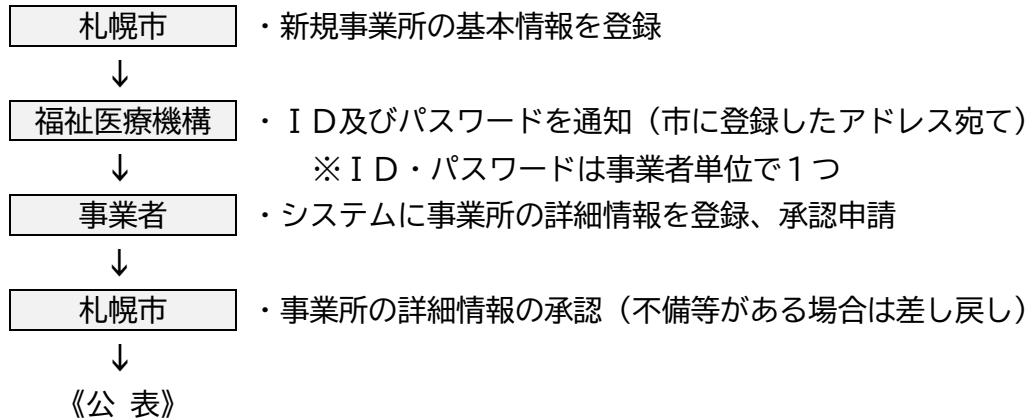 札幌市 ・新規事業所の基本情報を登録
↓
福祉医療機構 ・ＩＤ及びパスワードを通知（市に登録したアドレス宛て）
↓ ※ＩＤ・パスワードは事業者単位で１つ
事業者 ・システムに事業所の詳細情報を登録、承認申請
↓
札幌市 ・事業所の詳細情報の承認（不備等がある場合は差し戻し）
↓
《公 表》